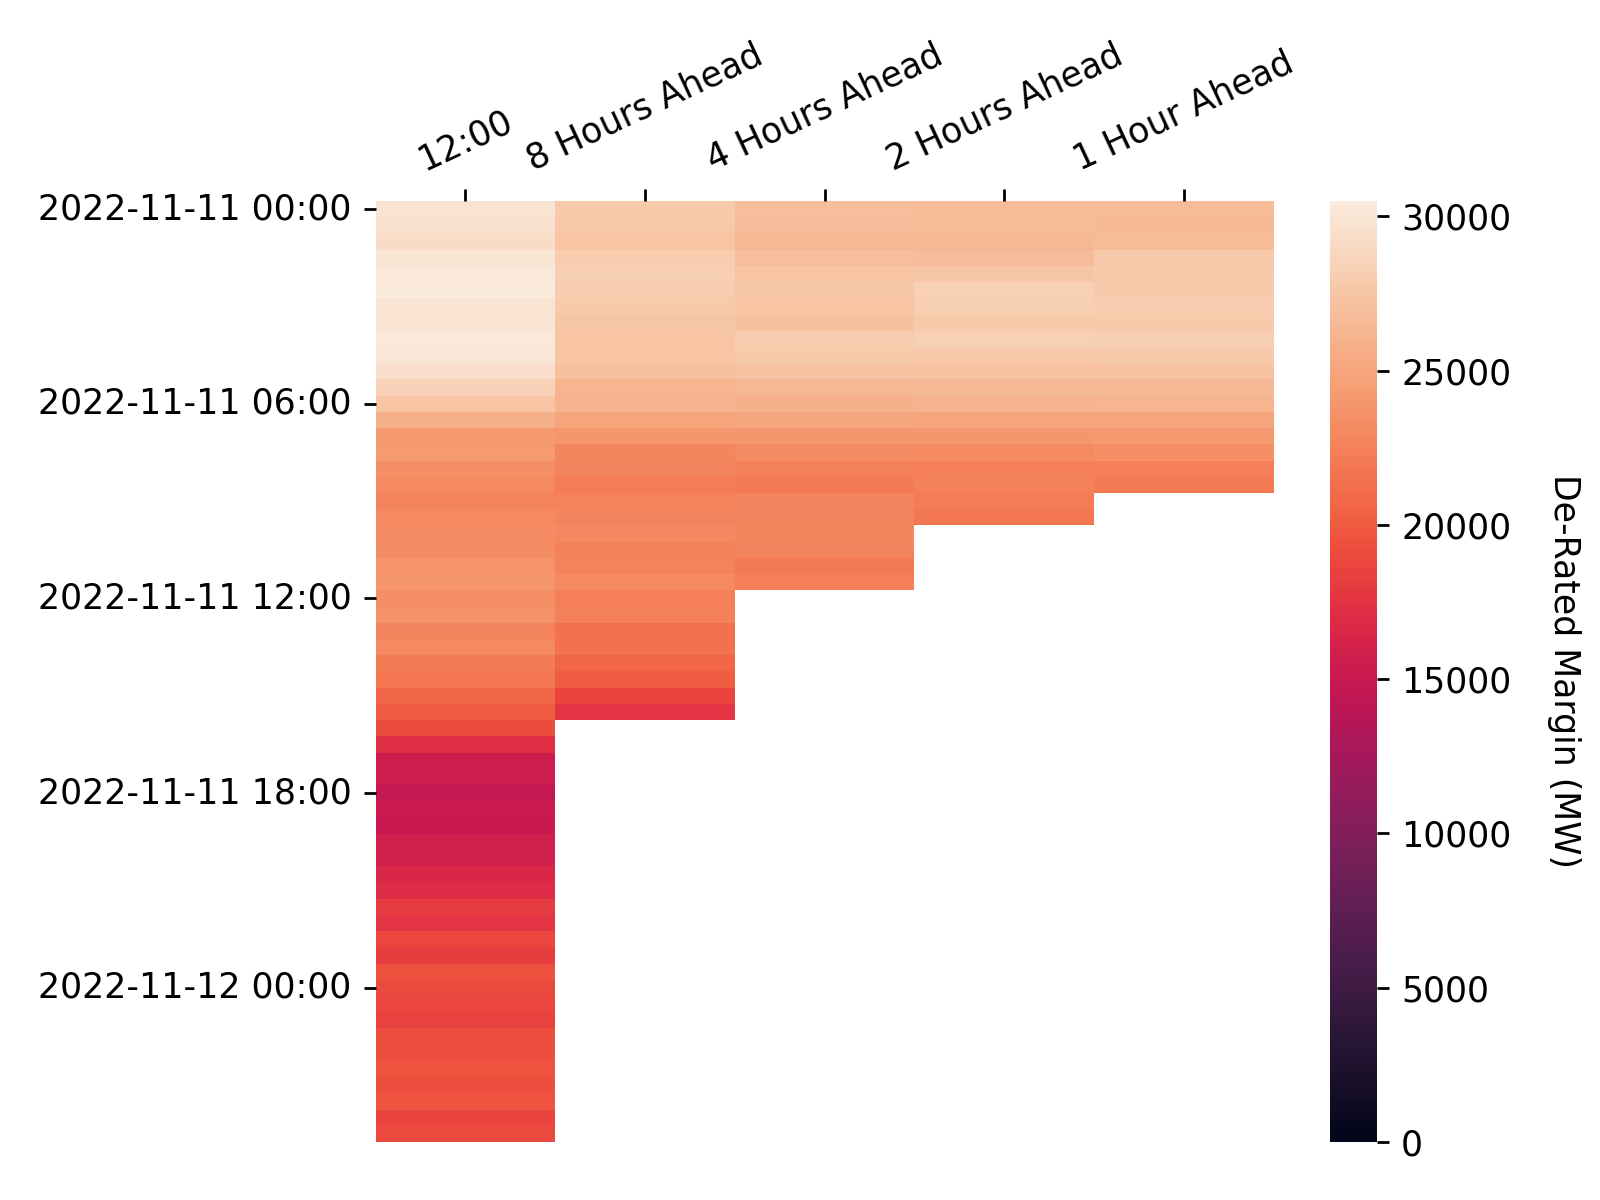 12:00
8 Hours Ahead
4 Hours Ahead
2 Hours Ahead
1 Hour Ahead
2022-11-11 00:00
2022-11-11 06:00
2022-11-11 12:00
2022-11-11 18:00
2022-11-12 00:00
30000
25000
20000
15000
10000
5000
0
De-Rated Margin (MW)